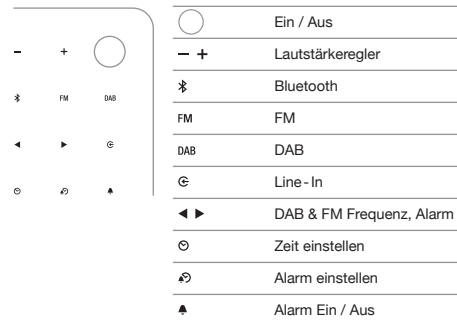 − +
FM DAB
Ein / Aus
− + Lautstärkeregler
Bluetooth
FM FM
DAB DAB
Line-In
◀ ▶ DAB & FM Frequenz, Alarm
Zeit einstellen
Alarm einstellen
Alarm Ein / Aus